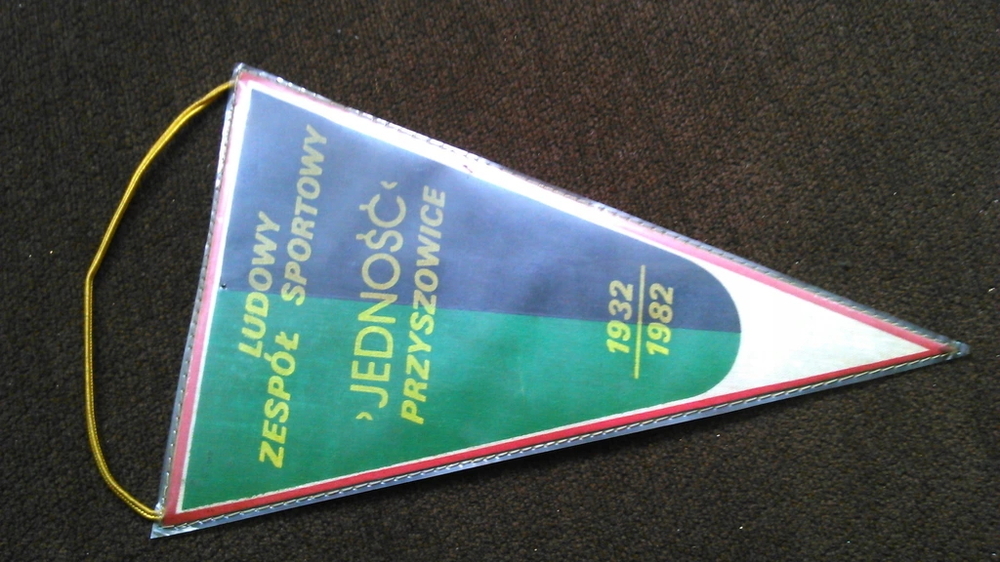 LUDOWY
ZESPÓŁ SPORTOWY
›JEDNOŚĆ‹
PRZYSZOWICE
1932
1982